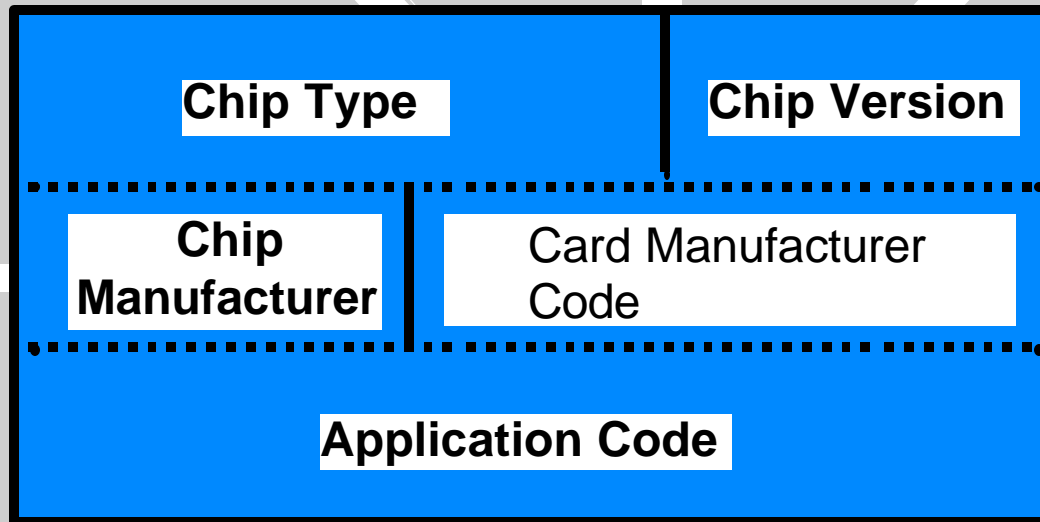 Chip Type
Chip Version
Chip
Manufacturer
Card Manufacturer
Code
Application Code